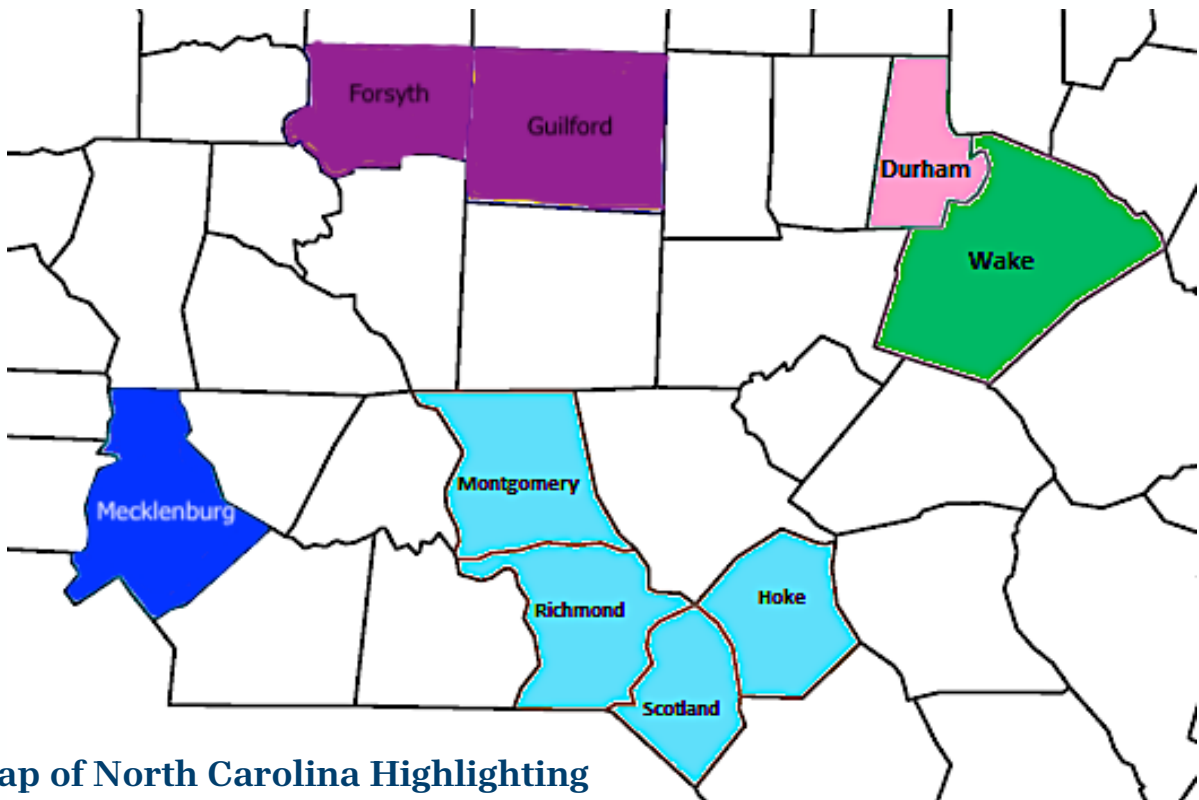 Forsyth
Guilford
Durham
Wake
Montgomery
Mecklenburg
Hoke
Richmond
Scotland
ap of North Carolina Highlighting